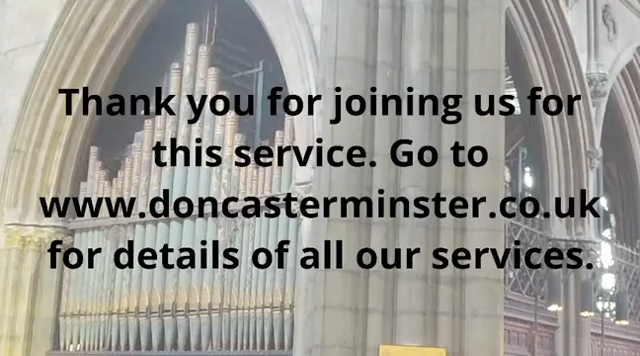 Thank you for joining us for
this service. Go to
www.doncasterminster.co.uk
for details of all our services.